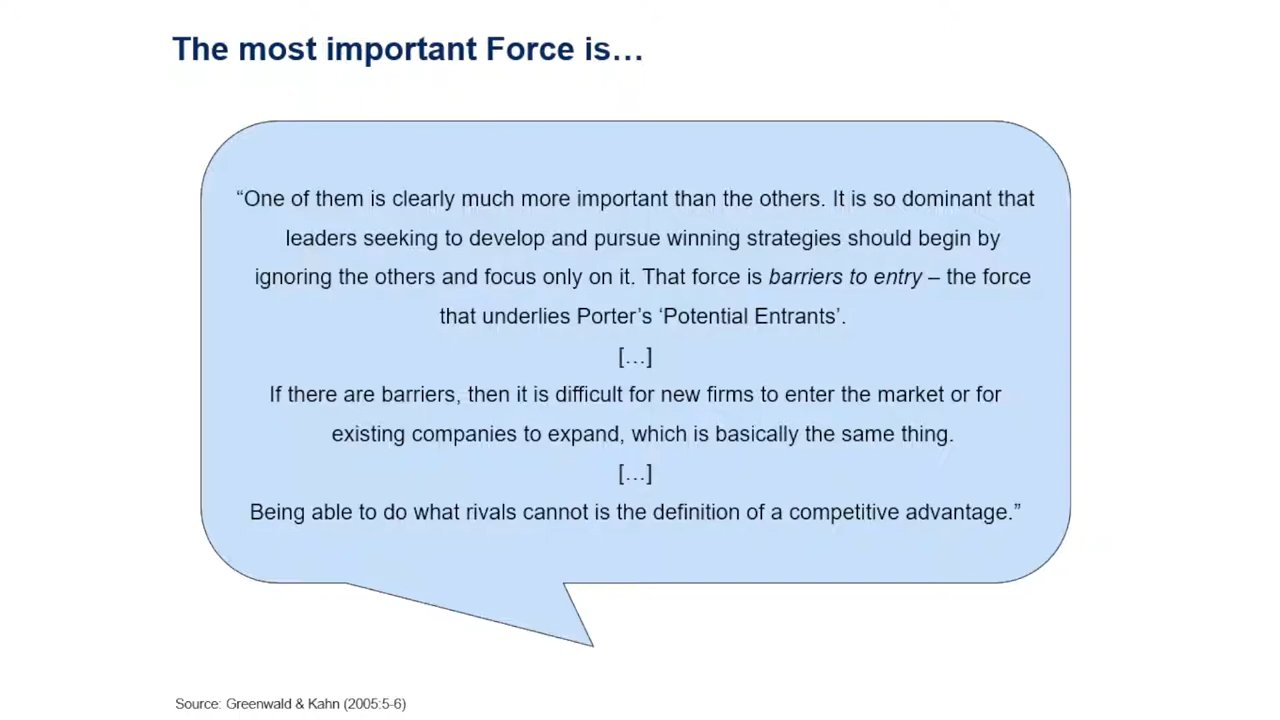 The most important Force is…
“One of them is clearly much more important than the others. It is so dominant that
leaders seeking to develop and pursue winning strategies should begin by
ignoring the others and focus only on it. That force is barriers to entry – the force
that underlies Porter’s ‘Potential Entrants’.
[…]
If there are barriers, then it is difficult for new firms to enter the market or for
existing companies to expand, which is basically the same thing.
[…]
Being able to do what rivals cannot is the definition of a competitive advantage.”
Source: Greenwald & Kahn (2005:5-6)